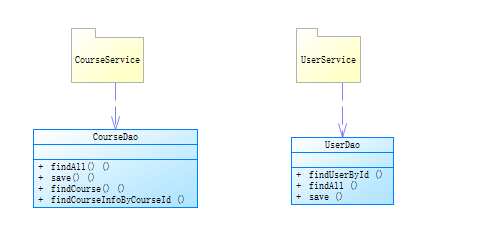 CourseService
UserService
CourseDao
+ findAll() ()
+ save() ()
+ findCourse() ()
+ findCourseInfoByCourseId ()
UserDao
+ findUserById ()
+ findAll ()
+ save ()